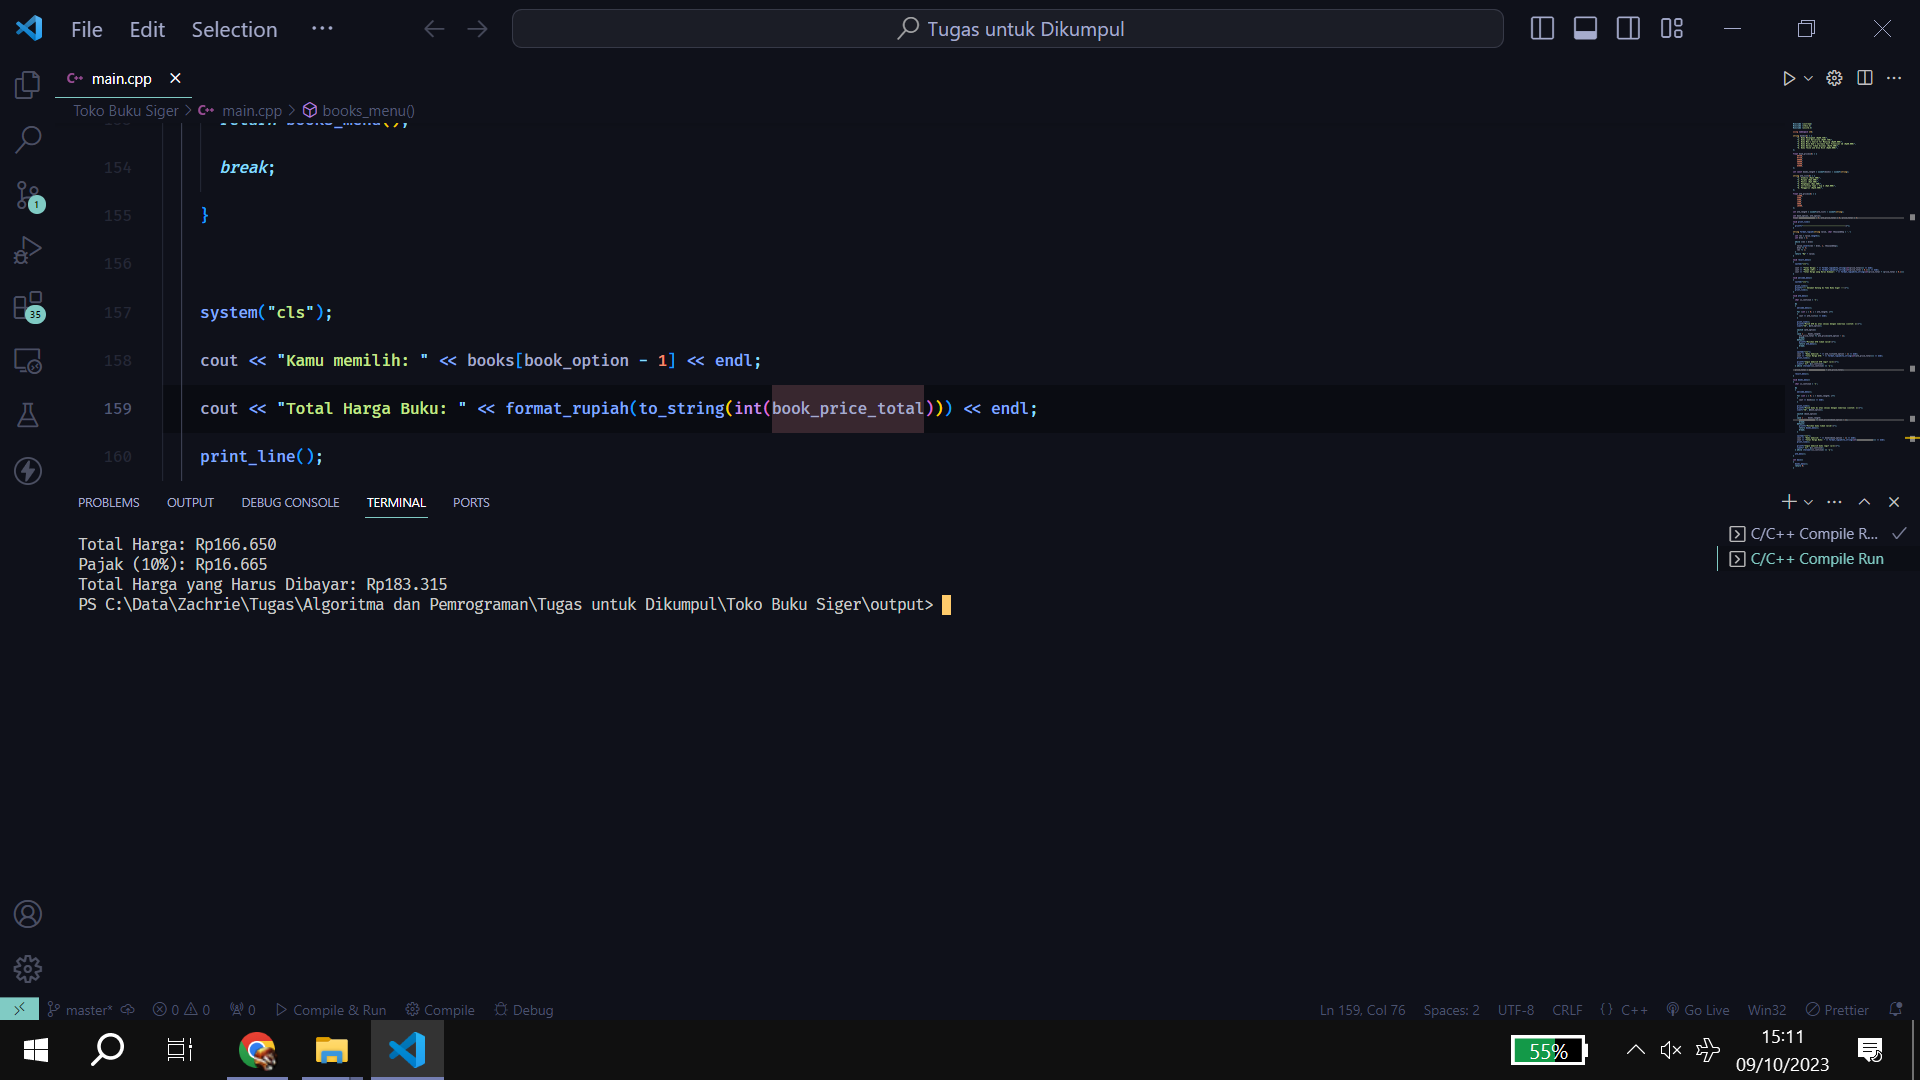 File Edit Selection ···
Tugas untuk Dikumpul
main.cpp
Toko Buku Siger > main.cpp > books_menu()
return books_menu();
154 break;
155 }
156
157 system("cls");
158 cout << "Kamu memilih: " << books[book_option - 1] << endl;
159 cout << "Total Harga Buku: " << format_rupiah(to_string(int(book_price_total))) << endl;
160 print_line();
1
35
PROBLEMS OUTPUT DEBUG CONSOLE TERMINAL PORTS
Total Harga: Rp166.650
Pajak (10%): Rp16.665
Total Harga yang Harus Dibayar: Rp183.315
PS C:\Data\Zachrie\Tugas\Algoritma dan Pemrograman\Tugas untuk Dikumpul\Toko Buku Siger\output>
C/C++ Compile R...
C/C++ Compile Run
master* 0 0 0 Compile & Run Compile Debug
Ln 159, Col 76 Spaces: 2 UTF-8 CRLF {} C++ Go Live Win32 Prettier
55%
15:11
09/10/2023